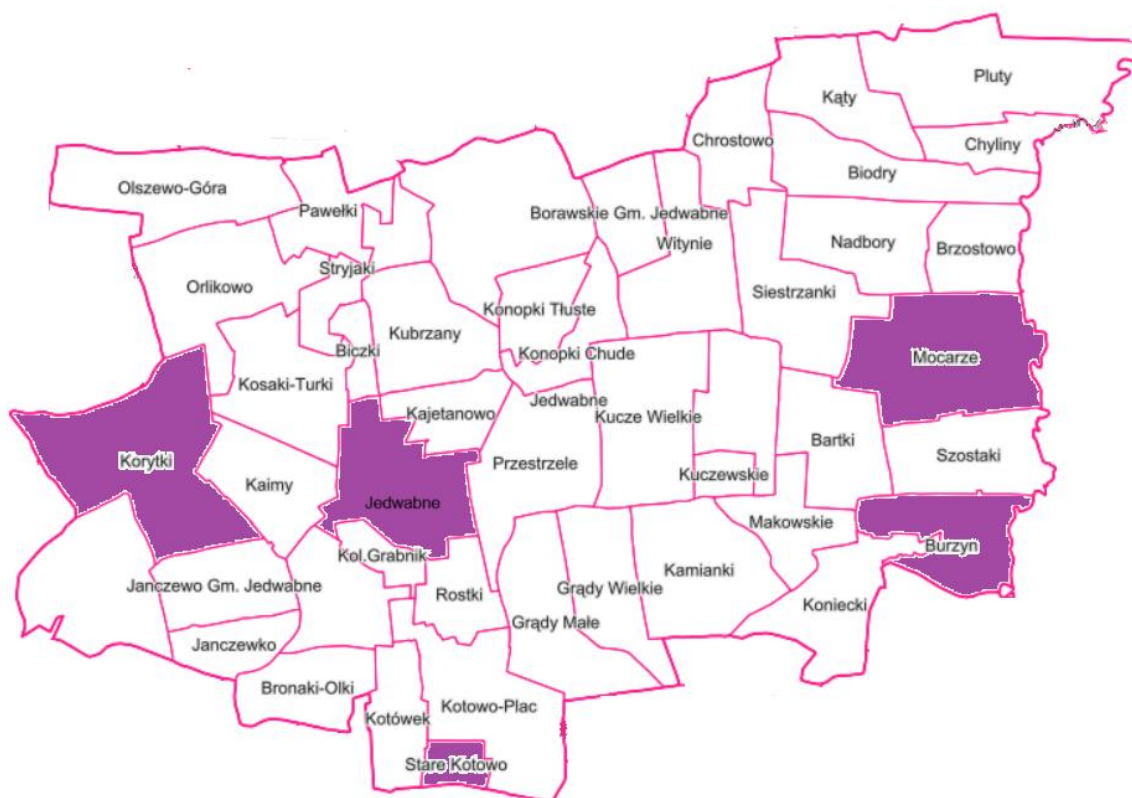 Pluty
Kąty
Chrostowo
Chyliny
Biodry
Olszewo-Góra
Pawełki
Borawskie Gm. Jedwabne
Witynie
Nadbory
Brzostowo
Stryjaki
Orlikowo
Siestrzanki
Konopki Tłuste
Kubrzany
Biczki
Konopki Chude
Mocarze
Kosaki-Turki
Jedwabne
Kajetanowo
Kucze Wielkie
Bartki
Korytki
Przestrzele
Szostaki
Kuczewskie
Kaimy
Jedwabne
Makowskie
Burzyn
Kol.Grabnik
Kamianki
Janczewo Gm. Jedwabne
Grądy Wielkie
Rostki
Koniecki
Grądy Małe
Janczewko
Bronaki-Olki
Kotowo-Plac
Kotówek
Stare Kotowo